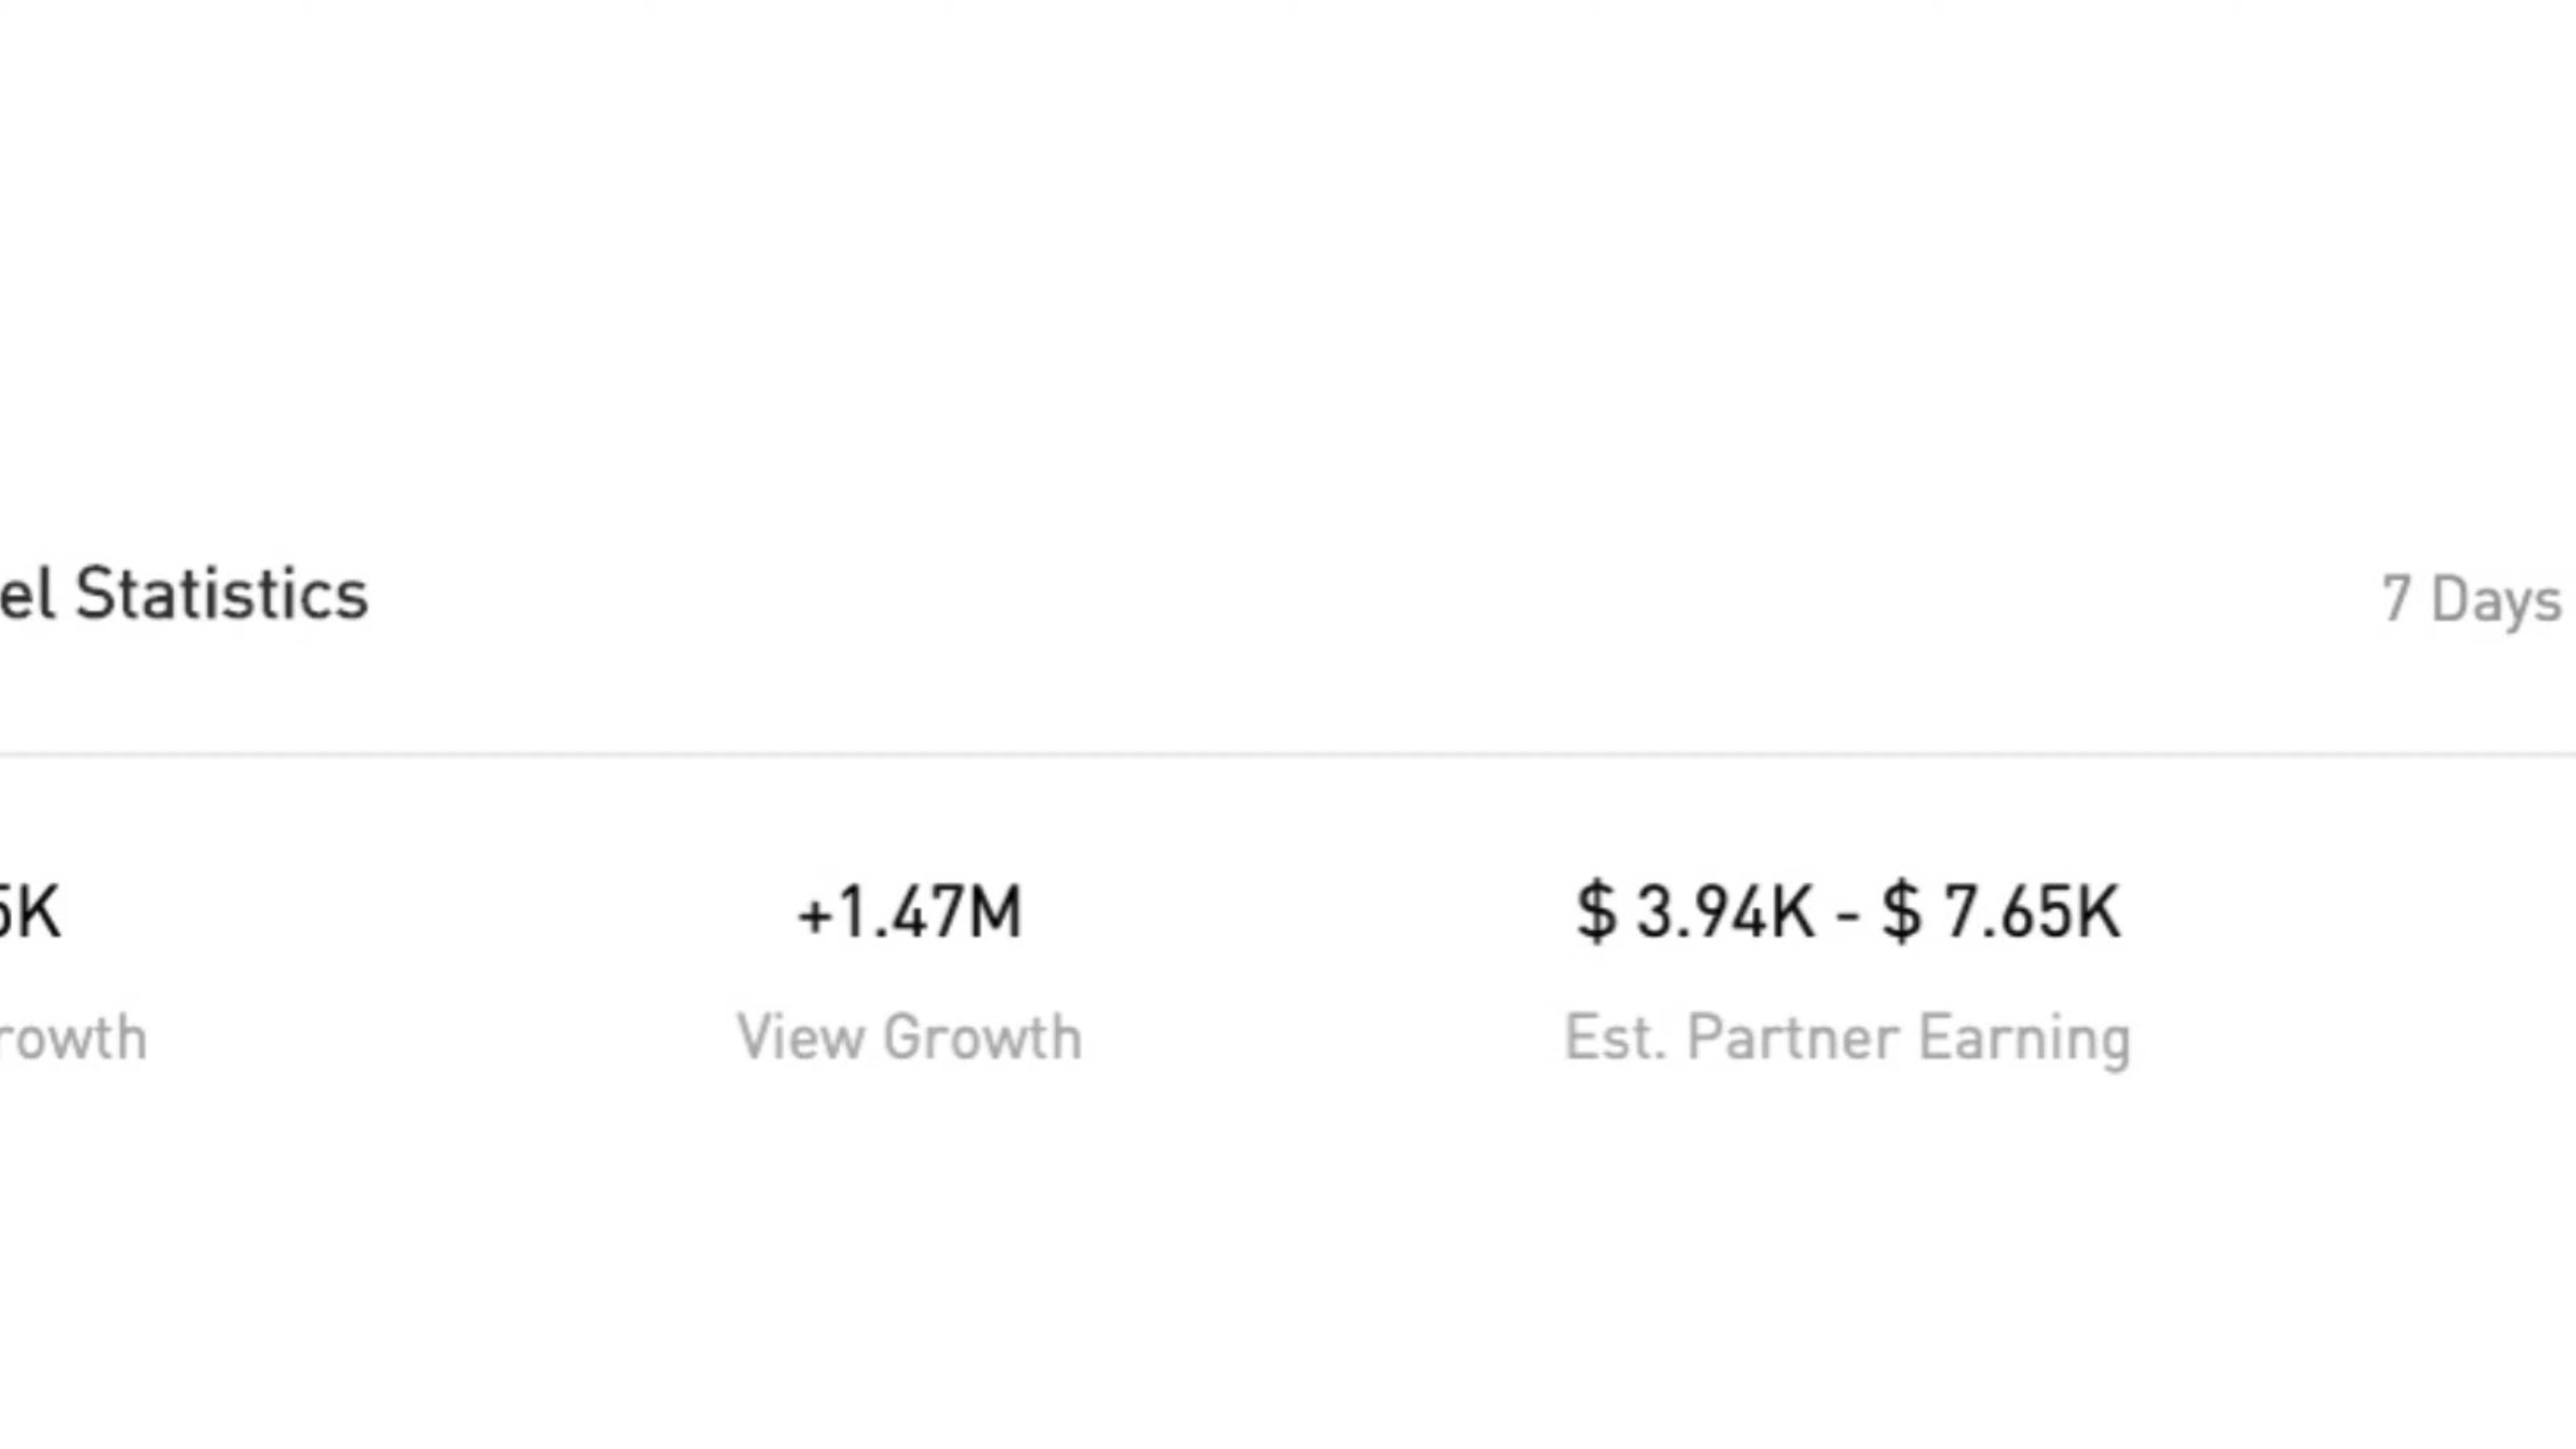 el Statistics
7 Days
5K
+1.47M
$ 3.94K - $ 7.65K
rowth
View Growth
Est. Partner Earning